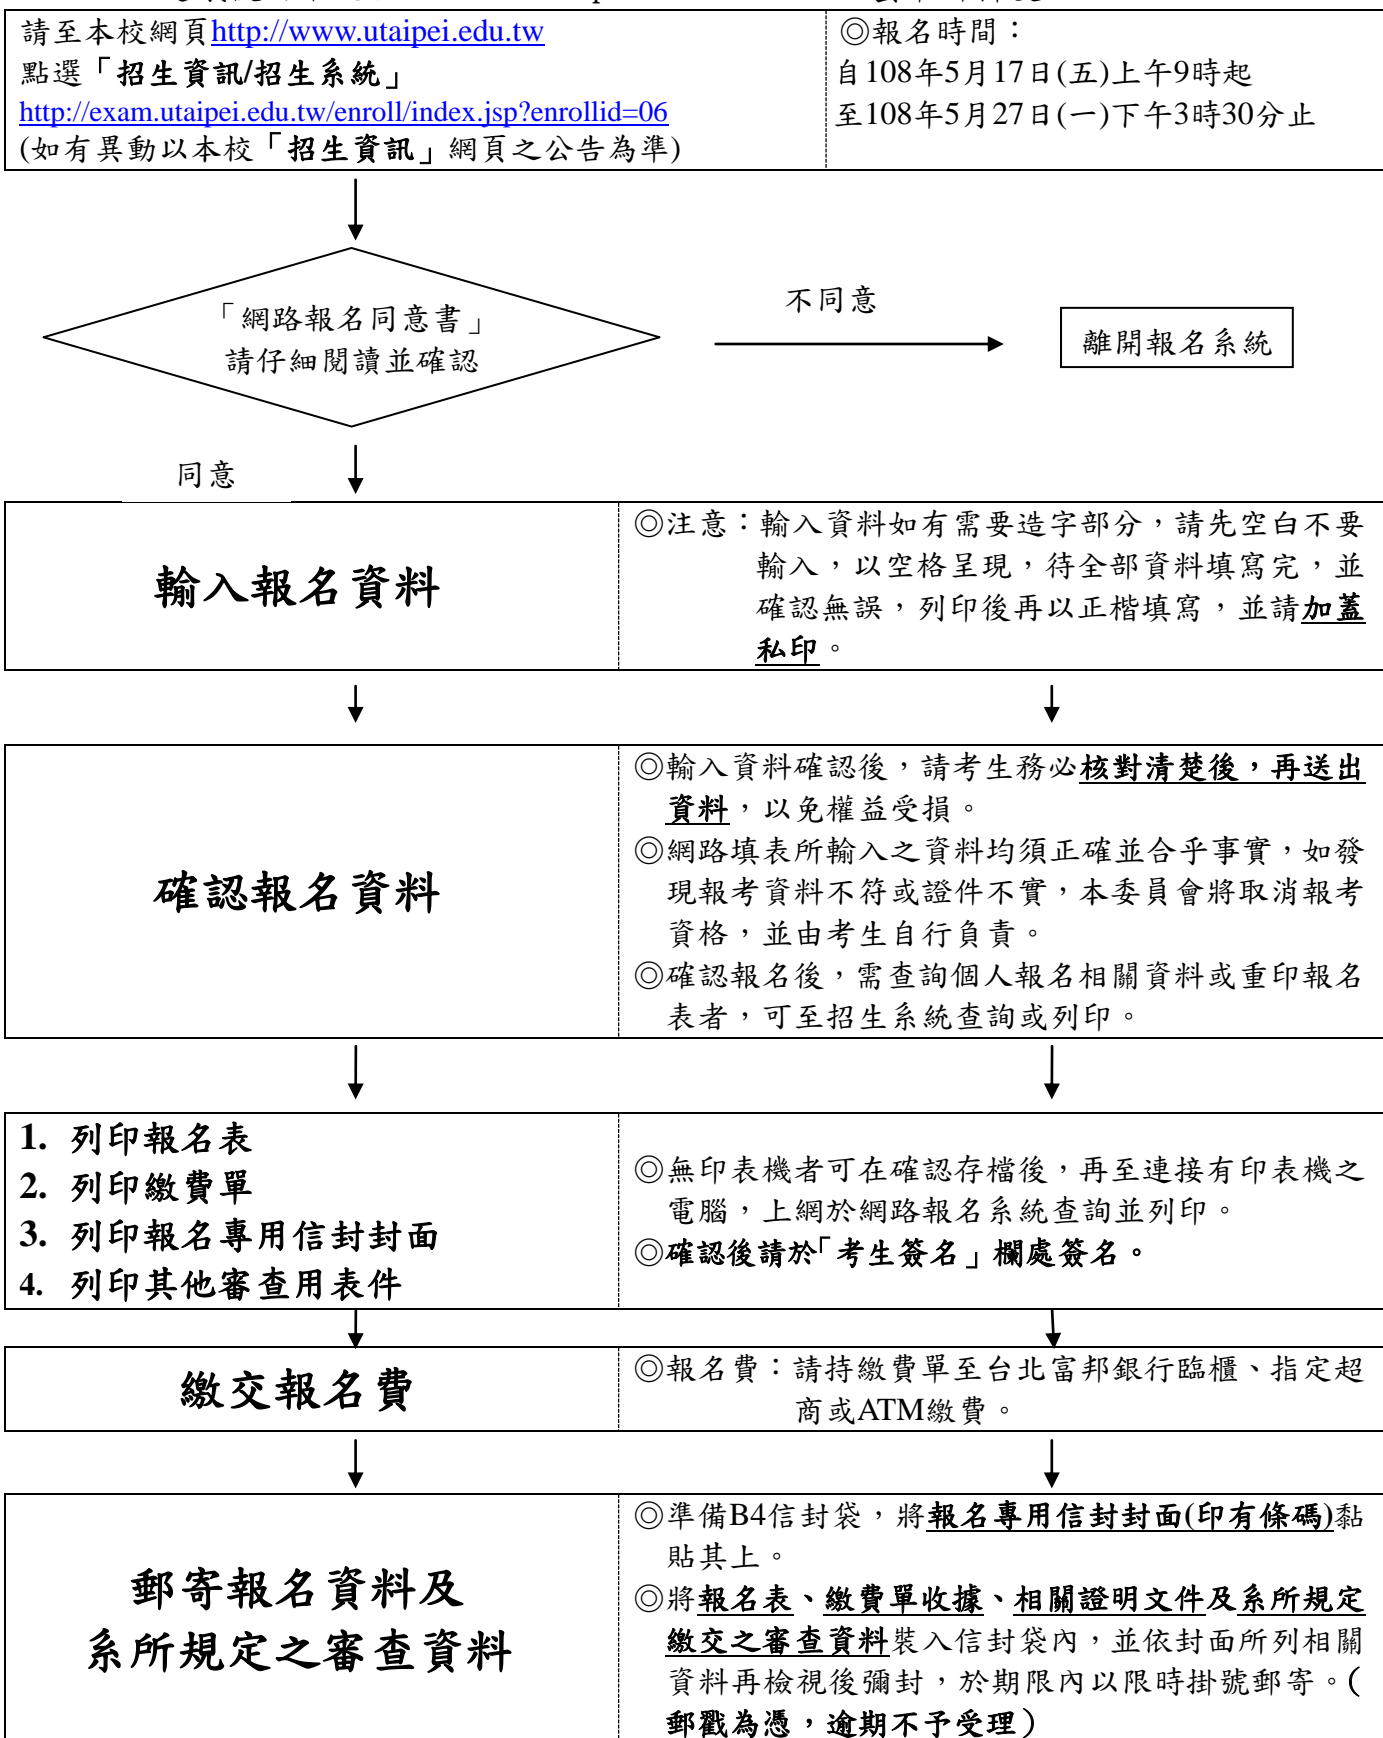 請至本校網頁http://www.utaipei.edu.tw
點選「招生資訊/招生系統」
http://exam.utaipei.edu.tw/enroll/index.jsp?enrollid=06
(如有異動以本校「招生資訊」網頁之公告為準)
◎報名時間：
自108年5月17日(五)上午9時起
至108年5月27日(一)下午3時30分止
「網路報名同意書」
請仔細閱讀並確認
不同意
離開報名系統
同意
輸入報名資料
◎注意：輸入資料如有需要造字部分，請先空白不要
輸入，以空格呈現，待全部資料填寫完，並
確認無誤，列印後再以正楷填寫，並請加蓋
私印。
確認報名資料
◎輸入資料確認後，請考生務必核對清楚後，再送出
資料，以免權益受損。
◎網路填表所輸入之資料均須正確並合乎事實，如發
現報考資料不符或證件不實，本委員會將取消報考
資格，並由考生自行負責。
◎確認報名後，需查詢個人報名相關資料或重印報名
表者，可至招生系統查詢或列印。
1. 列印報名表
2. 列印繳費單
3. 列印報名專用信封封面
4. 列印其他審查用表件
◎無印表機者可在確認存檔後，再至連接有印表機之
電腦，上網於網路報名系統查詢並列印。
◎確認後請於「考生簽名」欄處簽名。
繳交報名費
◎報名費：請持繳費單至台北富邦銀行臨櫃、指定超
商或ATM繳費。
郵寄報名資料及
系所規定之審查資料
◎準備B4信封袋，將報名專用信封封面(印有條碼)黏
貼其上。
◎將報名表、繳費單收據、相關證明文件及系所規定
繳交之審查資料裝入信封袋內，並依封面所列相關
資料再檢視後彌封，於期限內以限時掛號郵寄。(
郵戳為憑，逾期不予受理)